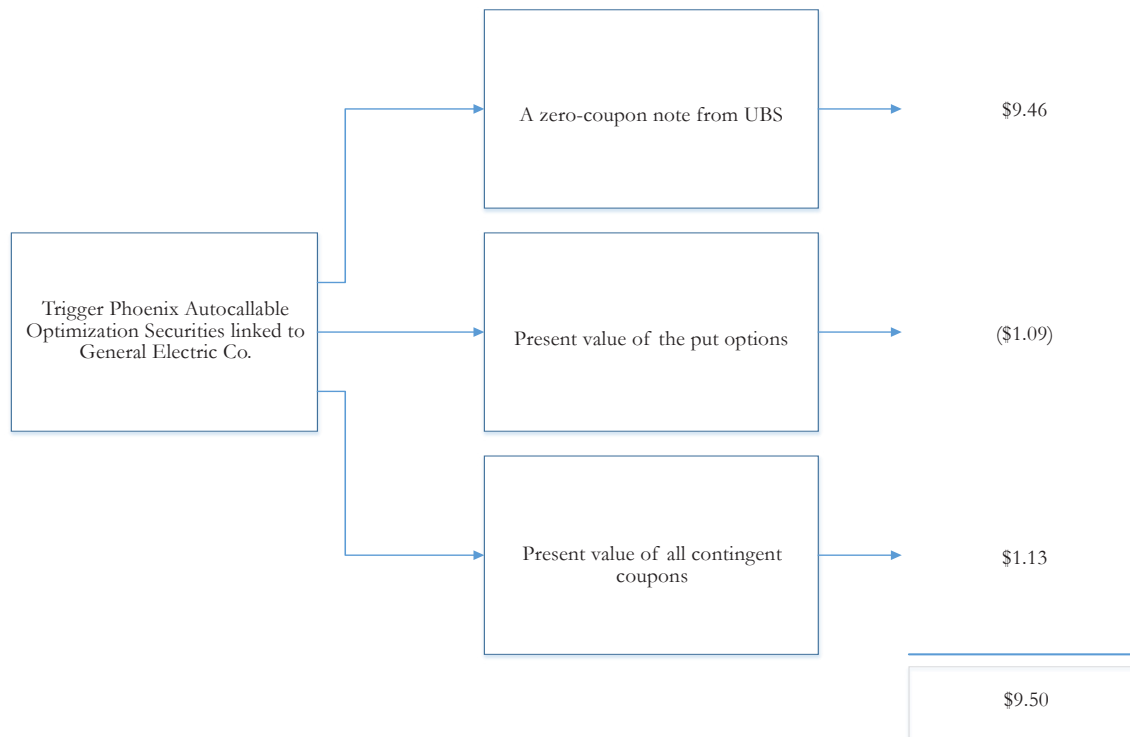 A zero-coupon note from UBS
$9.46
Trigger Phoenix Autocallable
Optimization Securities linked to
General Electric Co.
Present value of the put options
($1.09)
Present value of all contingent
coupons
$1.13
$9.50